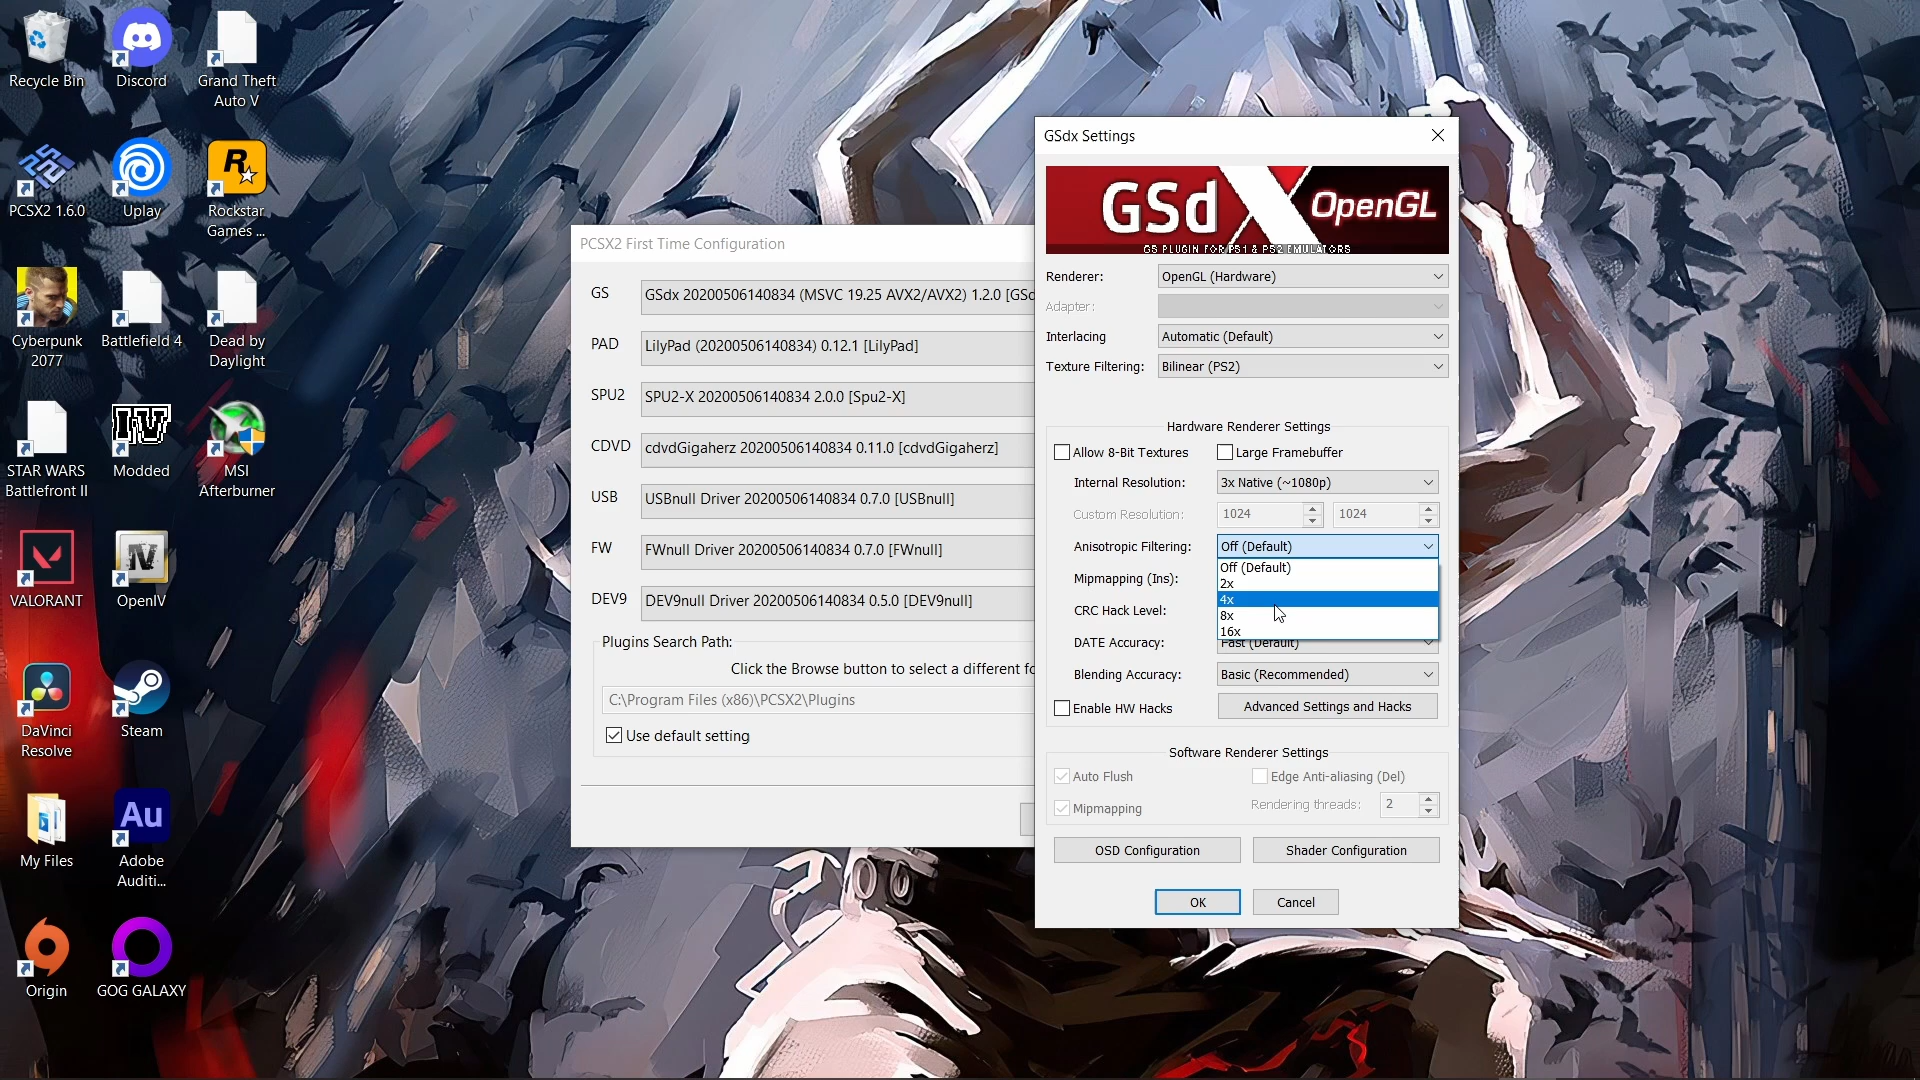 Recycle Bin
Discord
Grand Theft
Auto V
PCSX2 1.6.0
Uplay
Rockstar
Games ...
Cyberpunk
2077
Battlefield 4
Dead by
Daylight
STAR WARS
Battlefront II
IV
Modded
MSI
Afterburner
VALORANT
IV
OpenIV
DaVinci
Resolve
Steam
My Files
Au
Adobe
Auditi...
Origin
GOG GALAXY
PCSX2 First Time Configuration
GS
GSdx 20200506140834 (MSVC 19.25 AVX2/AVX2) 1.2.0 [GSd
PAD
LilyPad (20200506140834) 0.12.1 [LilyPad]
SPU2
SPU2-X 20200506140834 2.0.0 [Spu2-X]
CDVD
cdvdGigaherz 20200506140834 0.11.0 [cdvdGigaherz]
USB
USBnull Driver 20200506140834 0.7.0 [USBnull]
FW
FWnull Driver 20200506140834 0.7.0 [FWnull]
DEV9
DEV9null Driver 20200506140834 0.5.0 [DEV9null]
Plugins Search Path:
Click the Browse button to select a different fo
C:\Program Files (x86)\PCSX2\Plugins
Use default setting
GSdx Settings
GSdX OpenGL
GS PLUGIN FOR PS1 & PS2 EMULATORS
Renderer: OpenGL (Hardware)
Adapter:
Interlacing Automatic (Default)
Texture Filtering: Bilinear (PS2)
Hardware Renderer Settings
Allow 8-Bit Textures Large Framebuffer
Internal Resolution: 3x Native (~1080p)
Custom Resolution: 1024 1024
Anisotropic Filtering: Off (Default)
Off (Default)
2x
Mipmapping (Ins):
4x
CRC Hack Level:
8x
16x
DATE Accuracy: Fast (Default)
Blending Accuracy: Basic (Recommended)
Enable HW Hacks Advanced Settings and Hacks
Software Renderer Settings
Auto Flush Edge Anti-aliasing (Del)
Mipmapping Rendering threads: 2
OSD Configuration Shader Configuration
OK Cancel